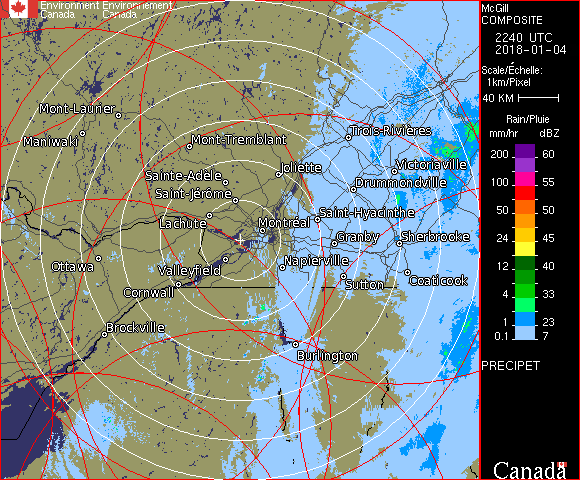 Environment Environnement
Canada Canada
McGill
COMPOSITE
2240 UTC
2018-01-04
Scale/Échelle:
1km/Pixel
40 KM
Rain/Pluie
mm/hr dBZ
200 60
100 55
50 50
24 45
12 40
4 33
1 23
0.1 7
PRECIPET
Canada
Mont-Laurier
Maniwaki
Mont-Tremblant
Trois-Rivières
Joliette
Victoriaville
Sainte-Adèle
Drummondville
Saint-Jérôme
Saint-Hyacinthe
Lachute
Montréal
Granby
Sherbrooke
Ottawa
Valleyfield
Napierville
Coaticook
Sutton
Cornwall
Brockville
Burlington